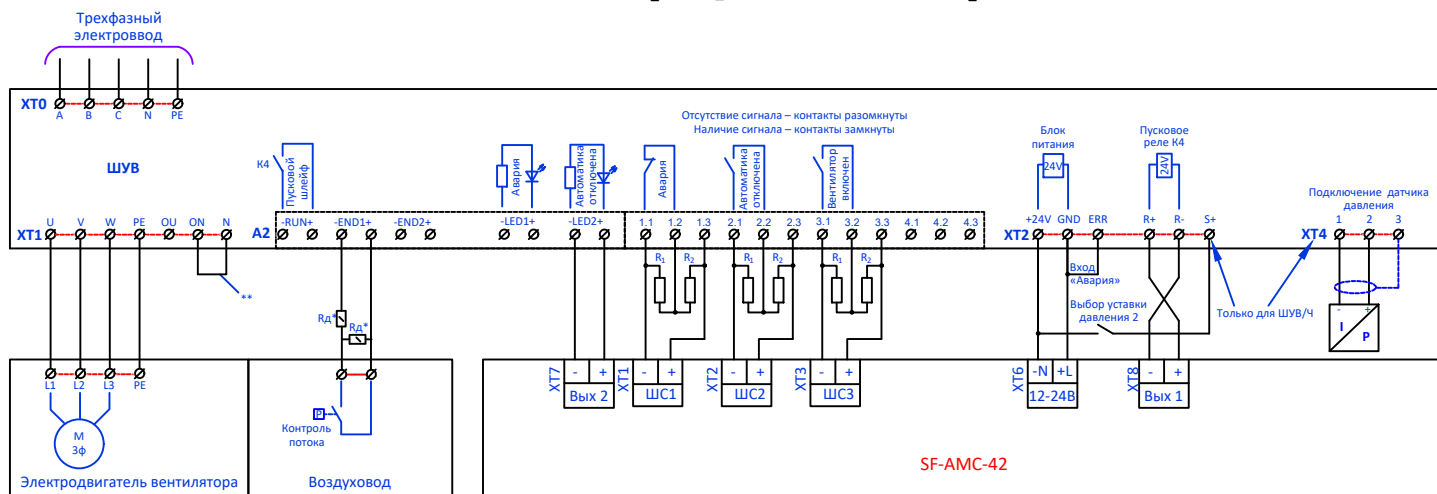 Трехфазный
электроввод
XT0
A B C N PE
ШУВ
K4
Пусковой
шлейф
Авария
Автоматика
отключена
Отсутствие сигнала – контакты разомкнуты
Наличие сигнала – контакты замкнуты
Авария
Автоматика
отключена
Вентилятор
включен
Блок
питания
24V
Пусковое
реле К4
24V
Подключение датчика
давления
XT1
U V W PE OU ON N
A2
-RUN+ -END1+ -END2+ -LED1+ -LED2+ 1.1 1.2 1.3 2.1 2.2 2.3 3.1 3.2 3.3 4.1 4.2 4.3
XT2
+24V GND ERR R+ R- S+
XT4
1 2 3
R1 R2 R1 R2 R1 R2
**
Rд*
Rд*
Вход
«Авария»
Выбор уставки
давления 2
Только для ШУВ/Ч
- +
I P
L1 L2 L3 PE
М
3ф
Электродвигатель вентилятора
P
Контроль
потока
Воздуховод
XT7 - +
Вых 2
XT1 - +
ШС1
XT2 - +
ШС2
XT3 - +
ШС3
XT6 -N +L
12-24В
XT8 - +
Вых 1
SF-AMC-42